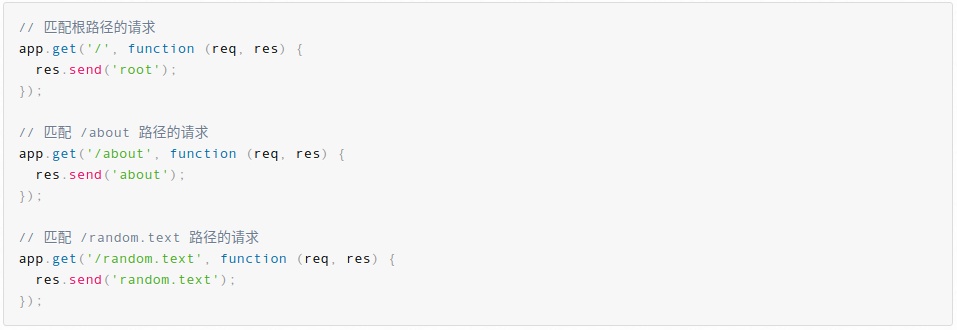 // 匹配根路径的请求
app.get('/', function (req, res) {
  res.send('root');
});

// 匹配 /about 路径的请求
app.get('/about', function (req, res) {
  res.send('about');
});

// 匹配 /random.text 路径的请求
app.get('/random.text', function (req, res) {
  res.send('random.text');
});